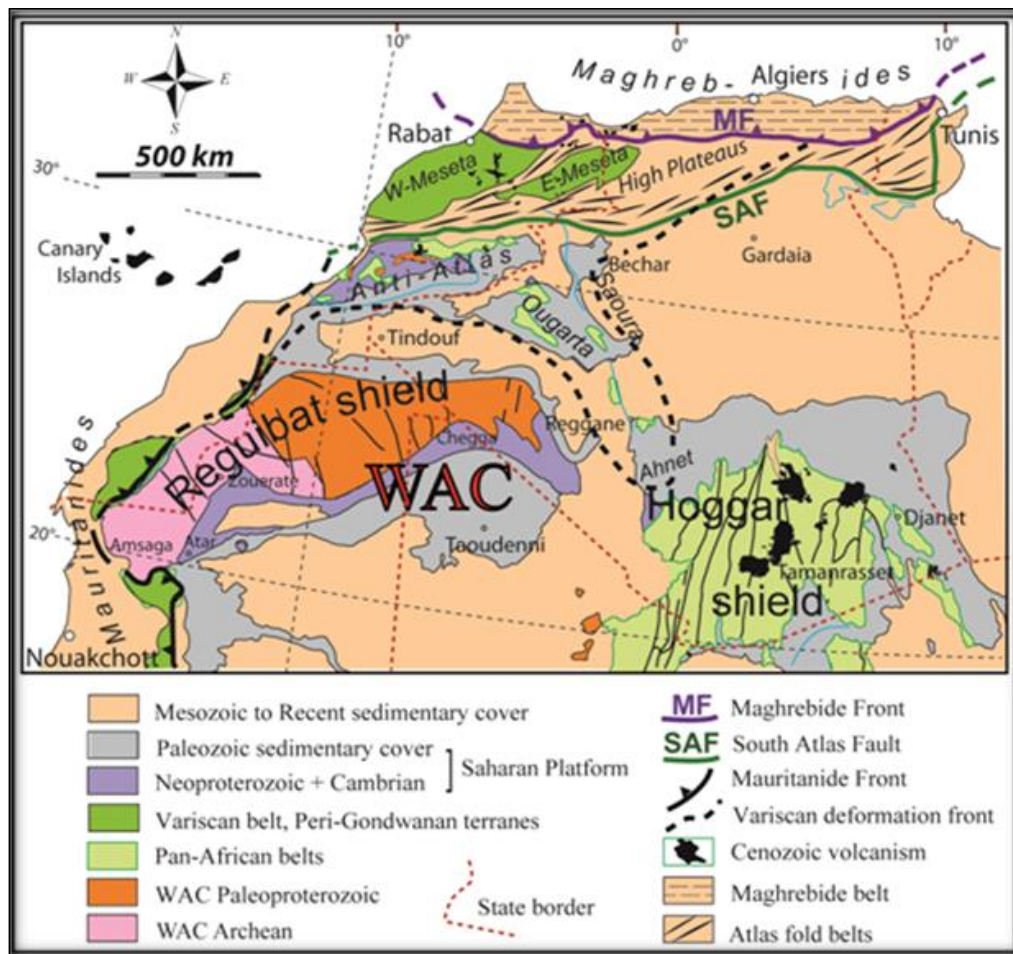 N
W
E
S
500 km
10°
0°
10°
30°
20°
Maghreb- Algiers ides
Rabat
MF
Tunis
W-Meseta
E-Meseta
High Plateaus
SAF
Canary
Islands
Gardaia
Bechar
Anti-Atlas
Saoura
Ougarta
Tindouf
Reguibat shield
Reggane
Chegga
Zouerate
WAC
Ahnet
Hoggar
shield
Djanet
Tamanrasset
Amsaga
Atar
Taoudenni
Mauritanides
Nouakchott
Mesozoic to Recent sedimentary cover
Paleozoic sedimentary cover
Neoproterozoic + Cambrian
Saharan Platform
Variscan belt, Peri-Gondwanan terranes
Pan-African belts
WAC Paleoproterozoic
WAC Archean
State border
MF Maghrebide Front
SAF South Atlas Fault
Mauritanide Front
Variscan deformation front
Cenozoic volcanism
Maghrebide belt
Atlas fold belts